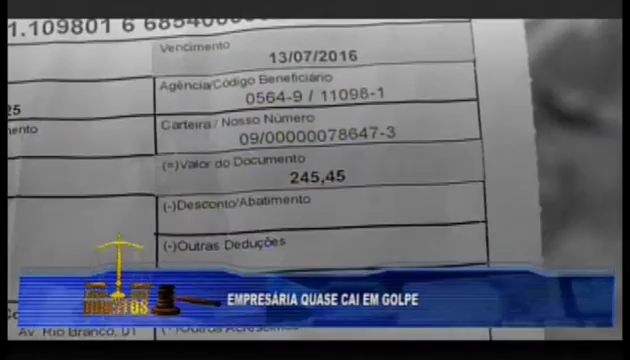 1.109801 6
Vencimento
13/07/2016
Agência/Código Beneficiário
0564-9 / 11098-1
25
Carteira / Nosso Número
09/00000078647-3
(=)Valor do Documento
245,45
(-)Desconto/Abatimento
(-)Outras Deduções
DIREITOS
EMPRESÁRIA QUASE CAI EM GOLPE
Av. Rio Branco, 01